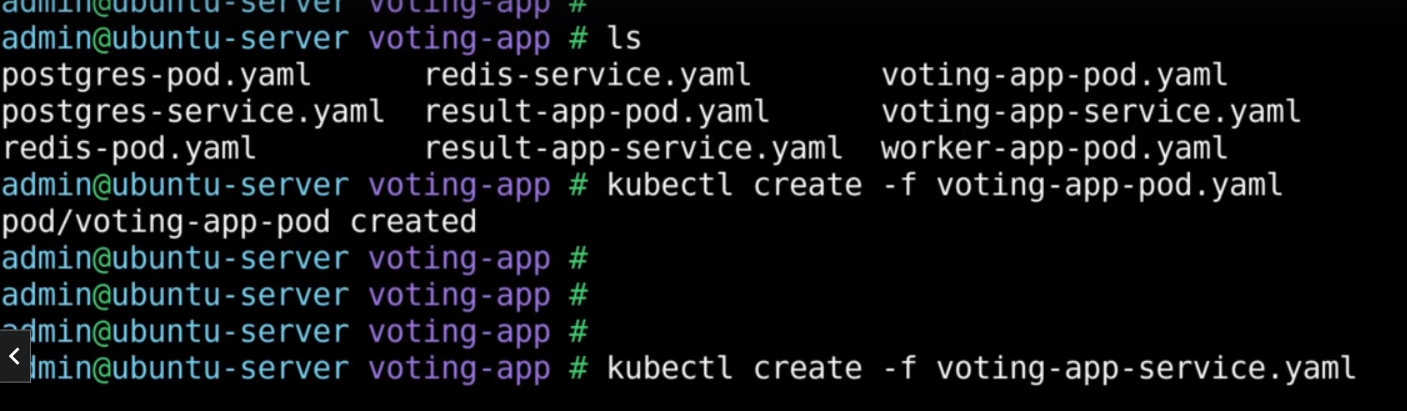 admin@ubuntu-server voting-app #
admin@ubuntu-server voting-app # ls
postgres-pod.yaml redis-service.yaml voting-app-pod.yaml
postgres-service.yaml result-app-pod.yaml voting-app-service.yaml
redis-pod.yaml result-app-service.yaml worker-app-pod.yaml
admin@ubuntu-server voting-app # kubectl create -f voting-app-pod.yaml
pod/voting-app-pod created
admin@ubuntu-server voting-app #
admin@ubuntu-server voting-app #
admin@ubuntu-server voting-app #
admin@ubuntu-server voting-app # kubectl create -f voting-app-service.yaml